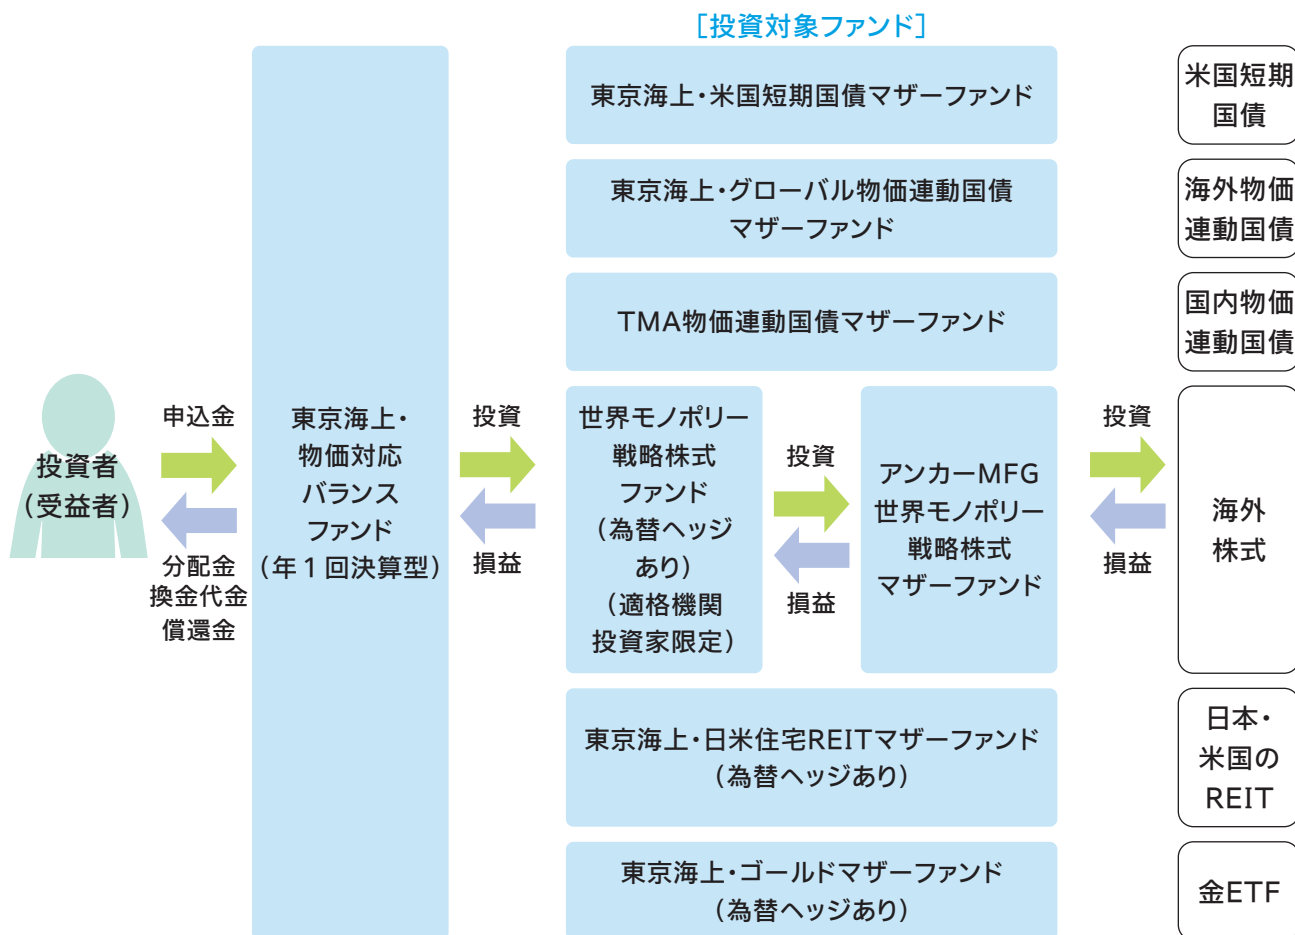 ［投資対象ファンド］
東京海上・米国短期国債マザーファンド
米国短期
国債
東京海上・グローバル物価連動国債
マザーファンド
海外物価
連動国債
TMA物価連動国債マザーファンド
国内物価
連動国債
投資者
（受益者）
申込金
分配金
換金代金
償還金
東京海上・
物価対応
バランス
ファンド
（年１回決算型）
投資
損益
世界モノポリー
戦略株式
ファンド
（為替ヘッジ
あり）
（適格機関
投資家限定）
投資
損益
アンカーMFG
世界モノポリー
戦略株式
マザーファンド
投資
損益
海外
株式
東京海上・日米住宅REITマザーファンド
（為替ヘッジあり）
日本・
米国の
REIT
東京海上・ゴールドマザーファンド
（為替ヘッジあり）
金ETF